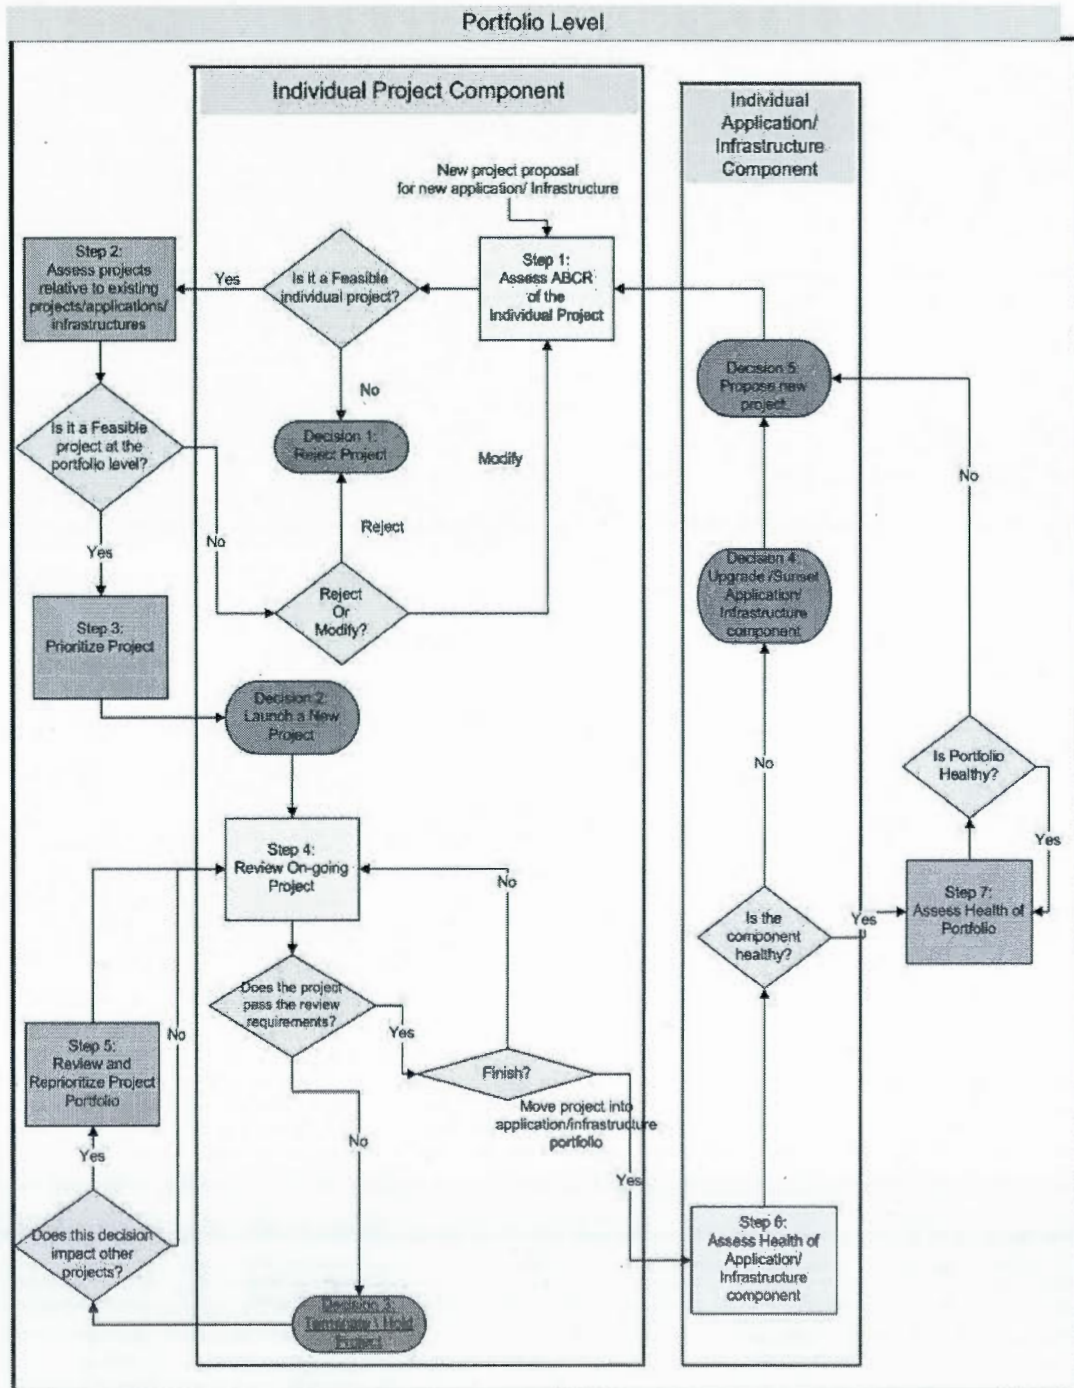 Portfolio Level
Individual Project Component
Individual
Application/
Infrastructure
Component
New project proposal
for new application/ Infrastructure
Step 2:
Assess projects
relative to existing
projects/applications/
infrastructures
Yes
Is it a Feasible
individual project?
Step 1:
Assess ABCR
of the
Individual Project
No
Decision 1:
Reject Project
Decision 5:
Propose new
project.
Is it a Feasible
project at the
portfolio level?
Modify
No
Reject
Yes
No
Reject
Or
Modify?
Decision 4:
Upgrade /Sunset
Application/
Infrastructure
component
Step 3:
Prioritize Project
Decision 2:
Launch a New
Project
No
Is Portfolio
Healthy?
Yes
Step 4:
Review On-going
Project
No
Is the
component
healthy?
Yes
Step 7:
Assess Health of
Portfolio
Does the project
pass the review
requirements?
Yes
No
Step 5:
Review and
Reprioritize Project
Portfolio
Finish?
Move project into
application/infrastructure
portfolio
No
Yes
Yes
Does this decision
impact other
projects?
Step 6:
Assess Health of
Application/
Infrastructure
component
Decision 3:
Temporary \ Hold
Project